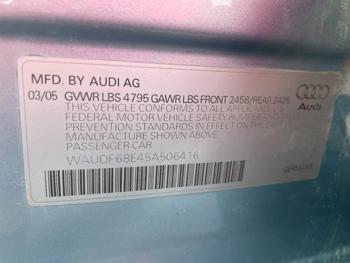 MFD. BY AUDI AG
03/05 GVWR LBS 4795 GAWR LBS FRONT 2458/REAR 2425
THIS VEHICLE CONFORMS TO ALL APPLICABLE U.S.
FEDERAL MOTOR VEHICLE SAFETY BUMPER AND
THEFT PREVENTION STANDARDS IN EFFECT ON DATE OF
MANUFACTURE SHOWN ABOVE.
PASSENGER CAR
WAUDF68E45A506416
Audi